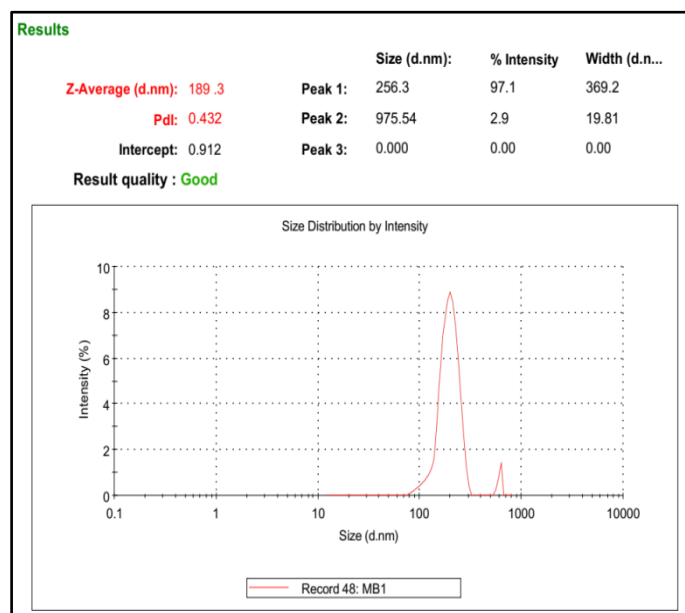 Results
Size (d.nm): % Intensity Width (d.n...
Z-Average (d.nm): 189 .3 Peak 1: 256.3 97.1 369.2
PdI: 0.432 Peak 2: 975.54 2.9 19.81
Intercept: 0.912 Peak 3: 0.000 0.00 0.00
Result quality : Good
Size Distribution by Intensity
10
8
6
4
2
0
Intensity (%)
0.1 1 10 100 1000 10000
Size (d.nm)
Record 48: MB1